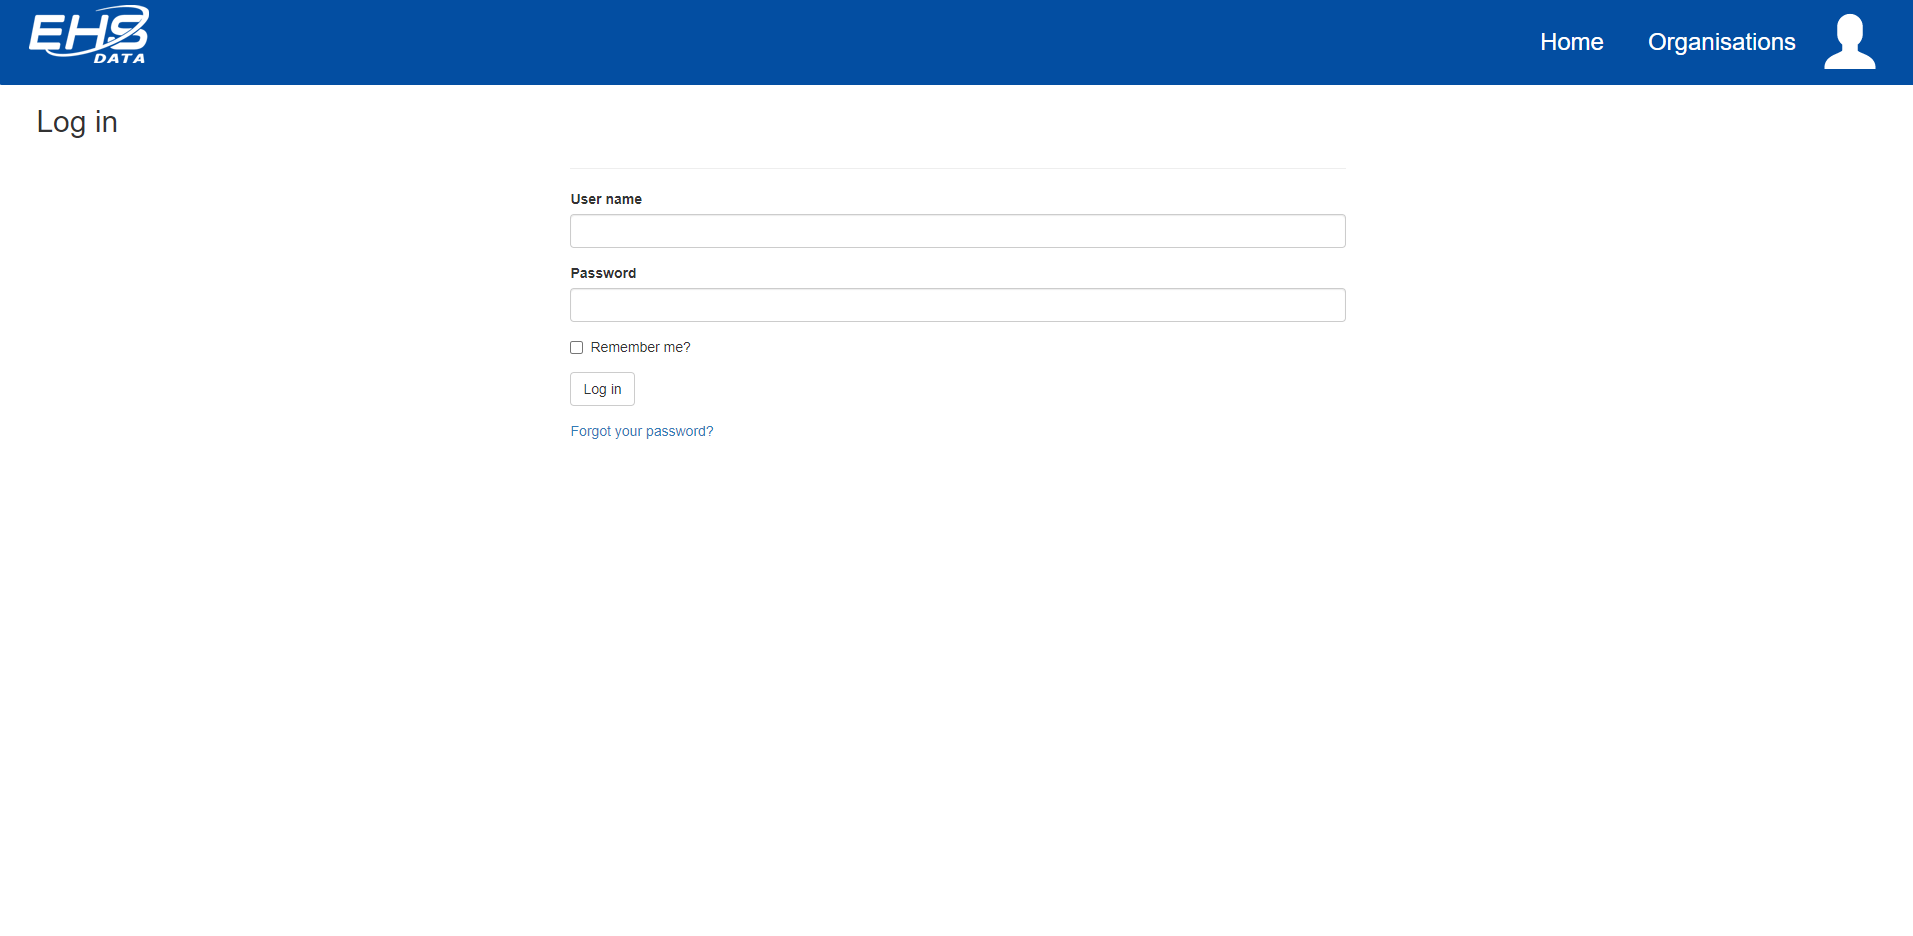 EHS
DATA
Home
Organisations
Log in
User name
Password
Remember me?
Log in
Forgot your password?